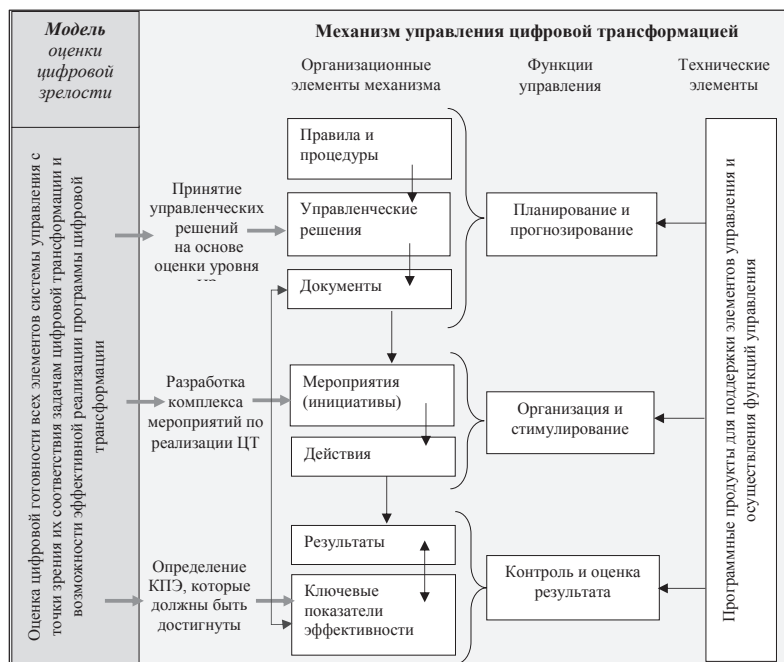 Модель
оценки
цифровой
зрелости
Оценка цифровой готовности всех элементов системы управления с
точки зрения их соответствия задачам цифровой трансформации и
возможности эффективной реализации программы цифровой
трансформации
Механизм управления цифровой трансформацией
Организационные
элементы механизма
Функции
управления
Технические
элементы
Принятие
управленческих
решений
на основе
оценки уровня
Разработка
комплекса
мероприятий по
реализации ЦТ
Определение
КПЭ, которые
должны быть
достигнуты
Правила и
процедуры
Управленческие
решения
Документы
Мероприятия
(инициативы)
Действия
Результаты
Ключевые
показатели
эффективности
Планирование и
прогнозирование
Организация и
стимулирование
Контроль и оценка
результата
Программные продукты для поддержки элементов управления и
осуществления функций управления